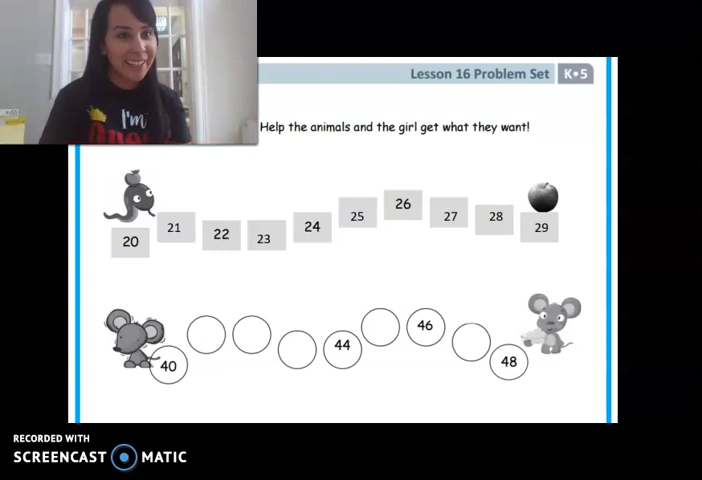 Lesson 16 Problem Set K•5
I'm
Help the animals and the girl get what they want!
20 21 22 23 24 25 26 27 28 29
40 44 46 48
RECORDED WITH
SCREENCAST MATIC